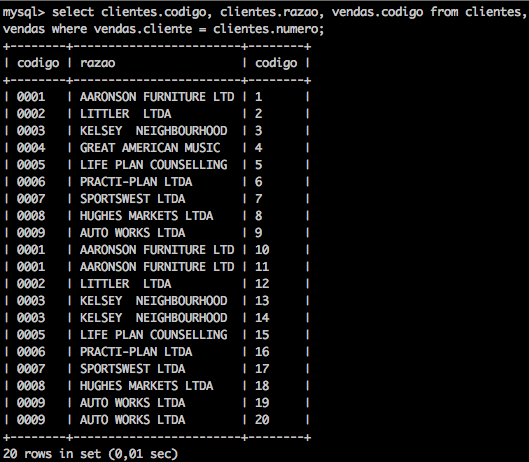 mysql> select clientes.codigo, clientes.razao, vendas.codigo from clientes,
vendas where vendas.cliente = clientes.numero;
+--------+------------------------+--------+
| codigo | razao                  | codigo |
+--------+------------------------+--------+
| 0001   | AARONSON FURNITURE LTD | 1      |
| 0002   | LITTLER  LTDA          | 2      |
| 0003   | KELSEY  NEIGHBOURHOOD  | 3      |
| 0004   | GREAT AMERICAN MUSIC   | 4      |
| 0005   | LIFE PLAN COUNSELLING  | 5      |
| 0006   | PRACTI-PLAN LTDA       | 6      |
| 0007   | SPORTSWEST LTDA        | 7      |
| 0008   | HUGHES MARKETS LTDA    | 8      |
| 0009   | AUTO WORKS LTDA        | 9      |
| 0001   | AARONSON FURNITURE LTD | 10     |
| 0001   | AARONSON FURNITURE LTD | 11     |
| 0002   | LITTLER  LTDA          | 12     |
| 0003   | KELSEY  NEIGHBOURHOOD  | 13     |
| 0003   | KELSEY  NEIGHBOURHOOD  | 14     |
| 0005   | LIFE PLAN COUNSELLING  | 15     |
| 0006   | PRACTI-PLAN LTDA       | 16     |
| 0007   | SPORTSWEST LTDA        | 17     |
| 0008   | HUGHES MARKETS LTDA    | 18     |
| 0009   | AUTO WORKS LTDA        | 19     |
| 0009   | AUTO WORKS LTDA        | 20     |
+--------+------------------------+--------+
20 rows in set (0,01 sec)